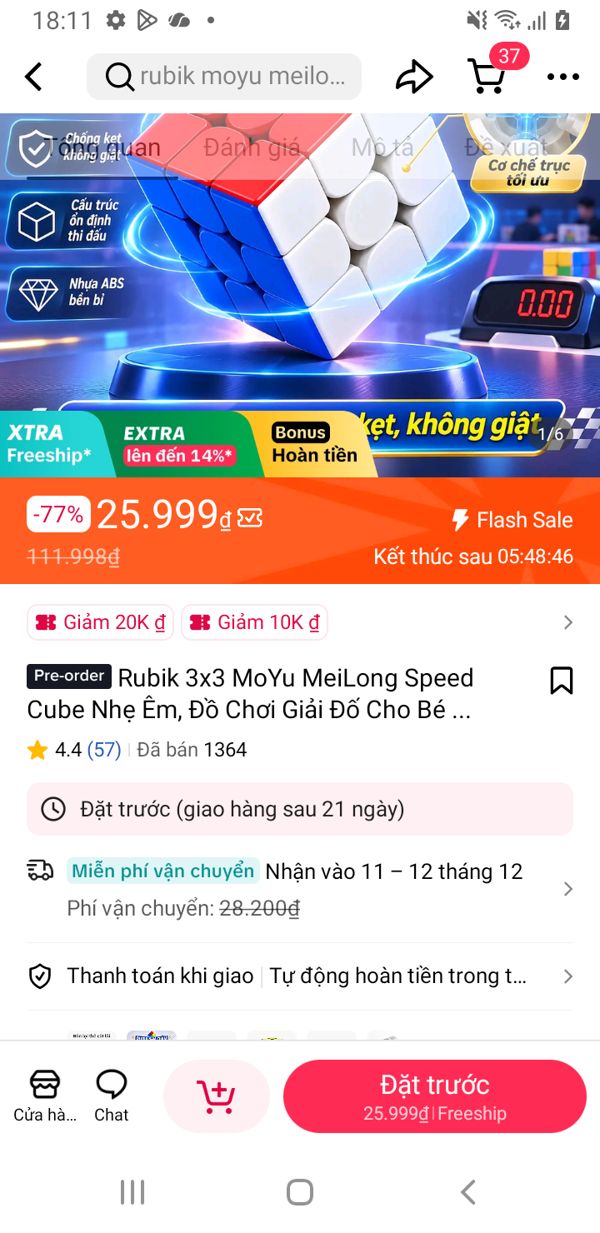 18:11
37
rubik moyu meilo...
Tổng quan
Đánh giá
Mô tả
Đề xuất
Chống kẹt
không giật
Cấu trúc
ổn định
thi đấu
Nhựa ABS
bền bỉ
Cơ chế trục
tối ưu
0.00
kẹt, không giật
1/6
XTRA
Freeship*
EXTRA
lên đến 14%*
Bonus
Hoàn tiền
-77% 25.999đ
Flash Sale
111.998đ
Kết thúc sau 05:48:46
Giảm 20K đ
Giảm 10K đ
Pre-order Rubik 3x3 MoYu MeiLong Speed
Cube Nhẹ Êm, Đồ Chơi Giải Đố Cho Bé ...
4.4 (57) Đã bán 1364
Đặt trước (giao hàng sau 21 ngày)
Miễn phí vận chuyển Nhận vào 11 – 12 tháng 12
Phí vận chuyển: 28.200đ
Thanh toán khi giao | Tự động hoàn tiền trong t...
Cửa hà...
Chat
Đặt trước
25.999đ | Freeship